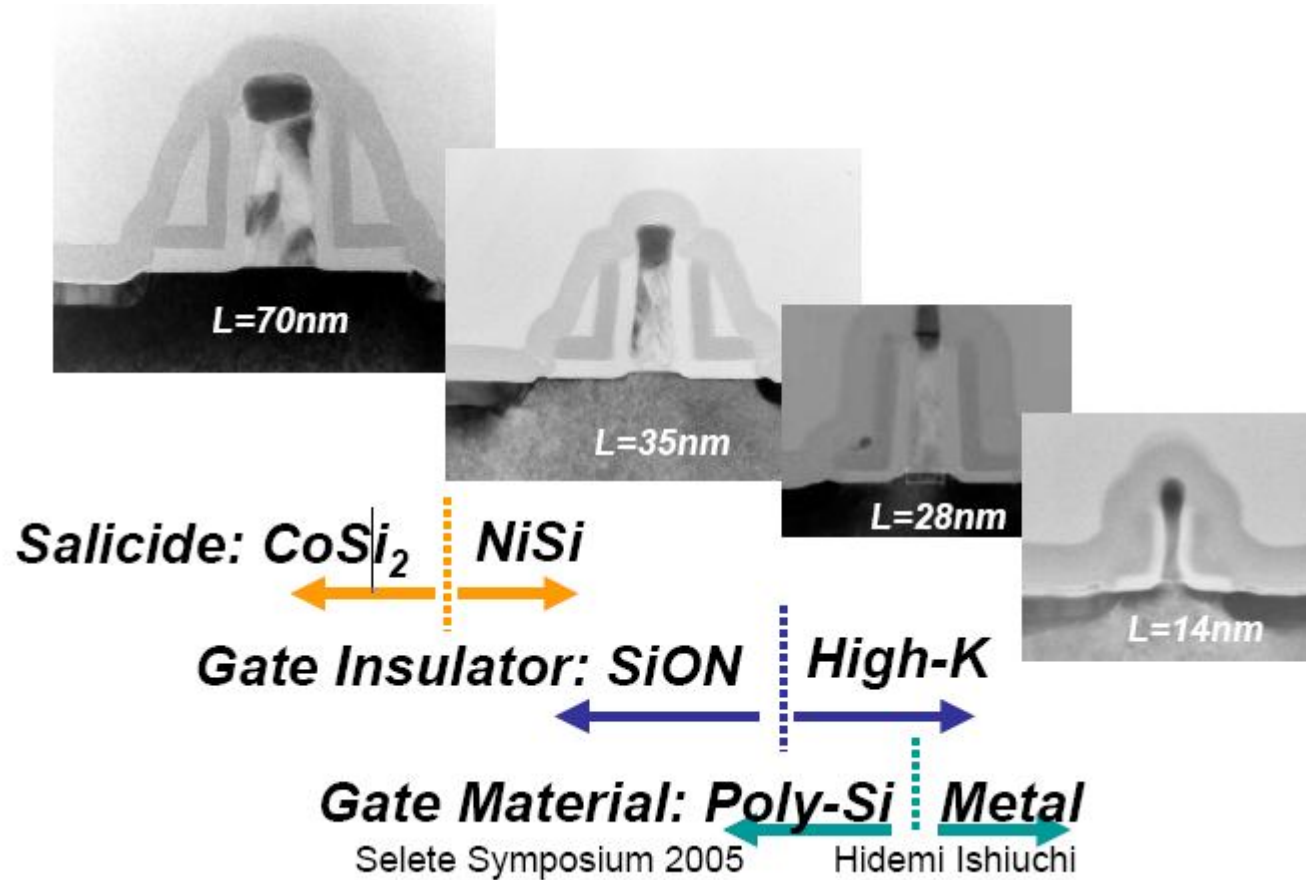 L=70nm
L=35nm
L=28nm
L=14nm
Salicide: CoSi₂ NiSi
Gate Insulator: SiON High-K
Gate Material: Poly-Si Metal
Selete Symposium 2005 Hidemi Ishiuchi